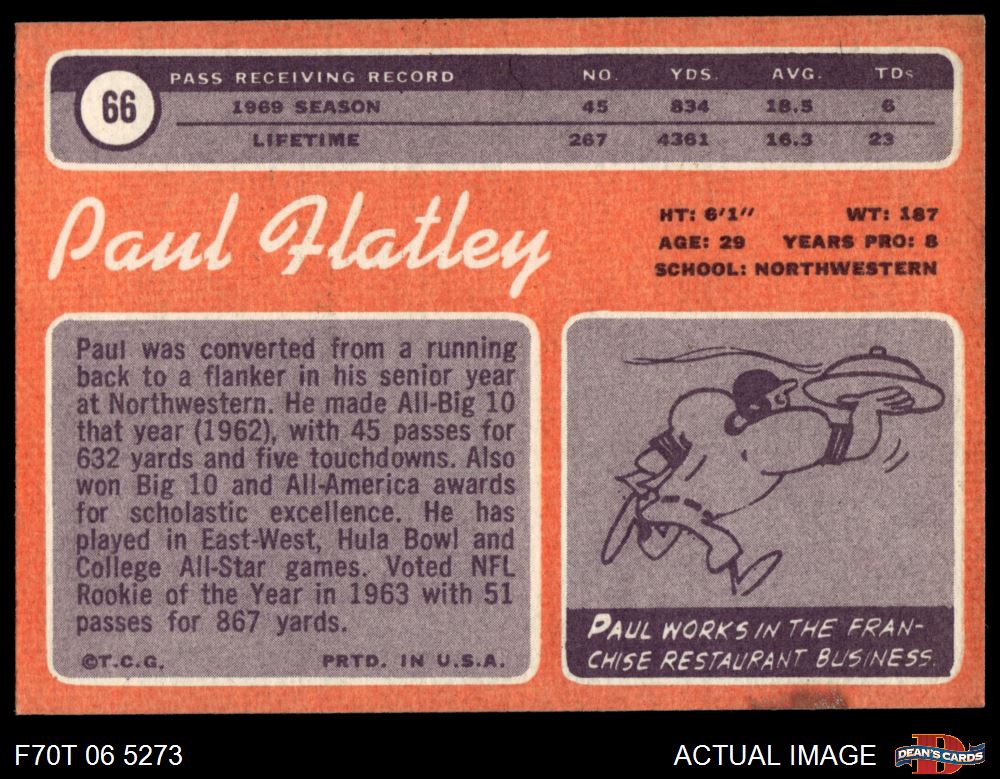 66
PASS RECEIVING RECORD NO. YDS. AVG. TDs
1969 SEASON 45 834 18.5 6
LIFETIME 267 4361 16.3 23
Paul Flatley
HT: 6'1" WT: 187
AGE: 29 YEARS PRO: 8
SCHOOL: NORTHWESTERN
Paul was converted from a running
back to a flanker in his senior year
at Northwestern. He made All-Big 10
that year (1962), with 45 passes for
632 yards and five touchdowns. Also
won Big 10 and All-America awards
for scholastic excellence. He has
played in East-West, Hula Bowl and
College All-Star games. Voted NFL
Rookie of the Year in 1963 with 51
passes for 867 yards.
©T.C.G. PRTD. IN U.S.A.
PAUL WORKS IN THE FRAN-
CHISE RESTAURANT BUSINESS.
F70T 06 5273
ACTUAL IMAGE
D
DEAN'S CARDS